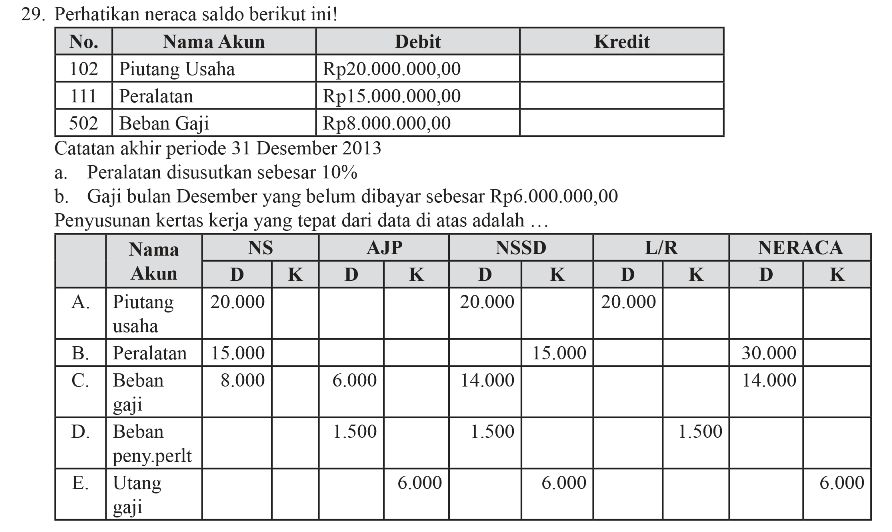 29. Perhatikan neraca saldo berikut ini!
No. Nama Akun Debit Kredit
102 Piutang Usaha Rp20.000.000,00
111 Peralatan Rp15.000.000,00
502 Beban Gaji Rp8.000.000,00
Catatan akhir periode 31 Desember 2013
a. Peralatan disusutkan sebesar 10%
b. Gaji bulan Desember yang belum dibayar sebesar Rp6.000.000,00
Penyusunan kertas kerja yang tepat dari data di atas adalah …
Nama Akun NS AJP NSSD L/R NERACA
D K D K D K D K D K
A. Piutang usaha 20.000 20.000 20.000
B. Peralatan 15.000 15.000 30.000
C. Beban gaji 8.000 6.000 14.000 14.000
D. Beban peny.perlt 1.500 1.500 1.500
E. Utang gaji 6.000 6.000 6.000